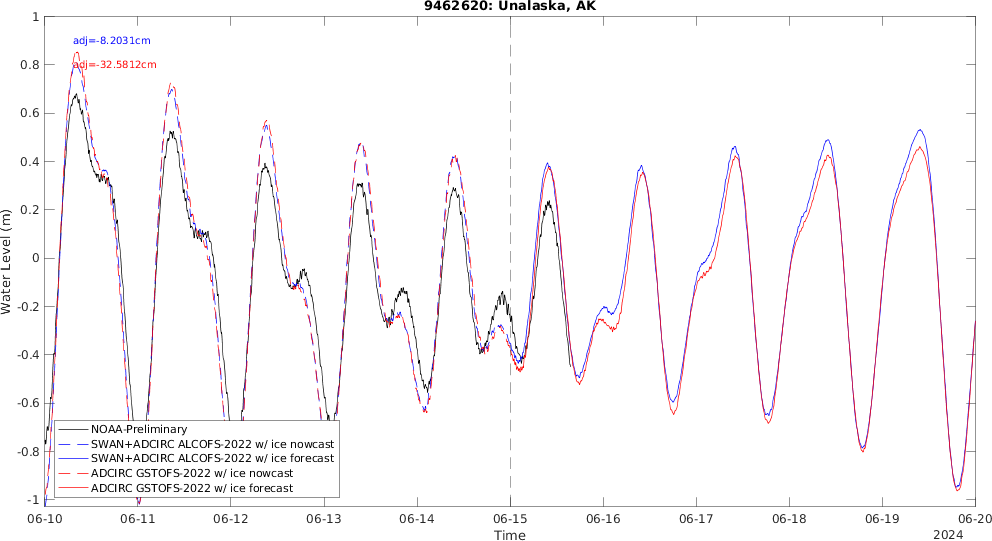 9462620: Unalaska, AK
adj=-8.2031cm
adj=-32.5812cm
Water Level (m)
1
0.8
0.6
0.4
0.2
0
-0.2
-0.4
-0.6
-0.8
-1
NOAA-Preliminary
SWAN+ADCIRC ALCOFS-2022 w/ ice nowcast
SWAN+ADCIRC ALCOFS-2022 w/ ice forecast
ADCIRC GSTOFS-2022 w/ ice nowcast
ADCIRC GSTOFS-2022 w/ ice forecast
06-10 06-11 06-12 06-13 06-14 06-15 06-16 06-17 06-18 06-19 06-20
Time
2024